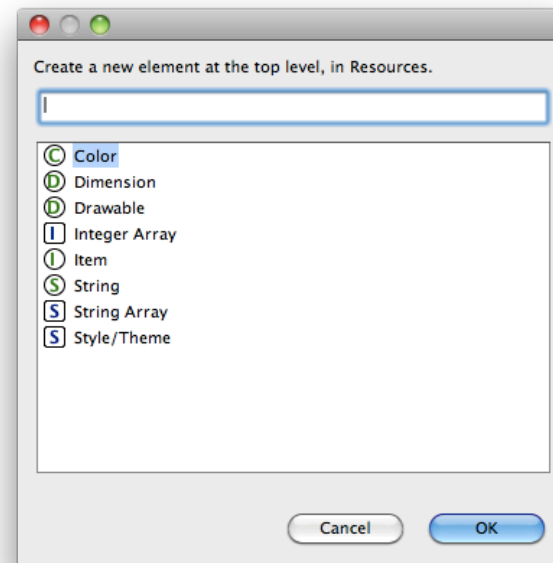 Create a new element at the top level, in Resources.
C Color
D Dimension
D Drawable
I Integer Array
I Item
S String
S String Array
S Style/Theme
Cancel OK